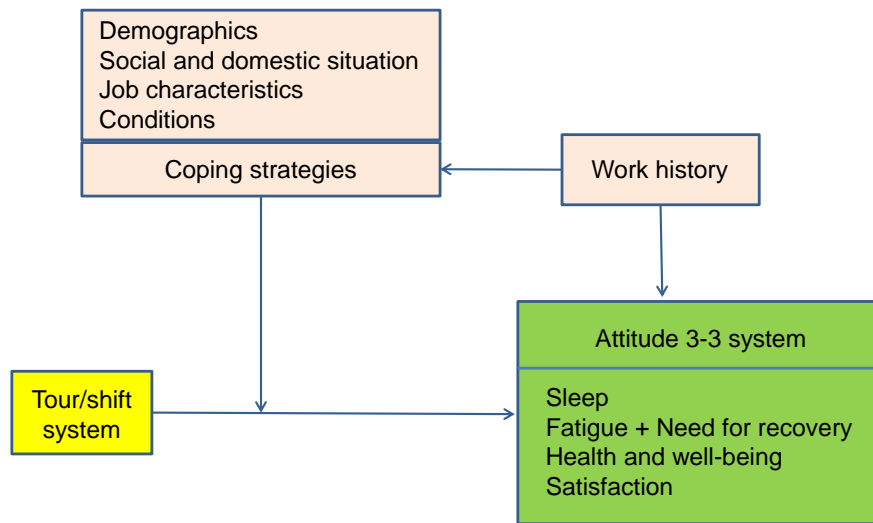 Demographics
Social and domestic situation
Job characteristics
Conditions
Coping strategies
Work history
Attitude 3-3 system
Tour/shift
system
Sleep
Fatigue + Need for recovery
Health and well-being
Satisfaction